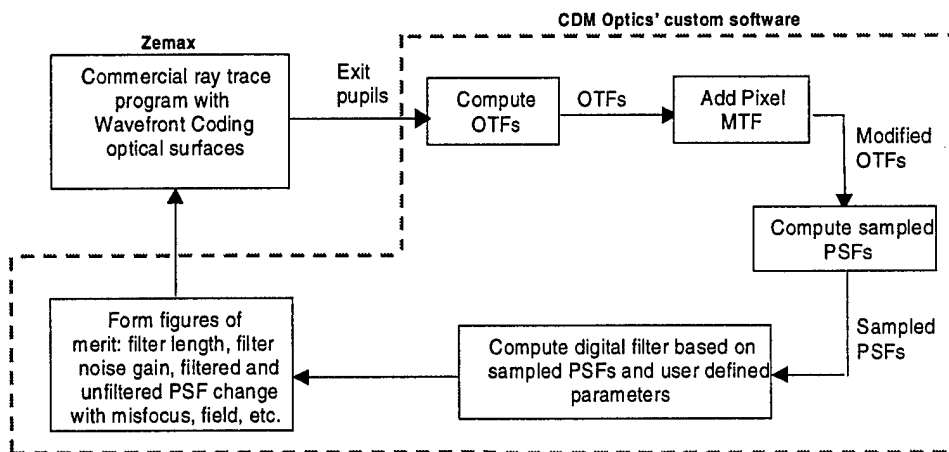 CDM Optics' custom software
Zemax
Commercial ray trace
program with
Wavefront Coding
optical surfaces
Exit
pupils
Compute
OTFs
OTFs
Add Pixel
MTF
Modified
OTFs
Compute sampled
PSFs
Sampled
PSFs
Compute digital filter based on
sampled PSFs and user defined
parameters
Form figures of
merit: filter length, filter
noise gain, filtered and
unfiltered PSF change
with misfocus, field, etc.